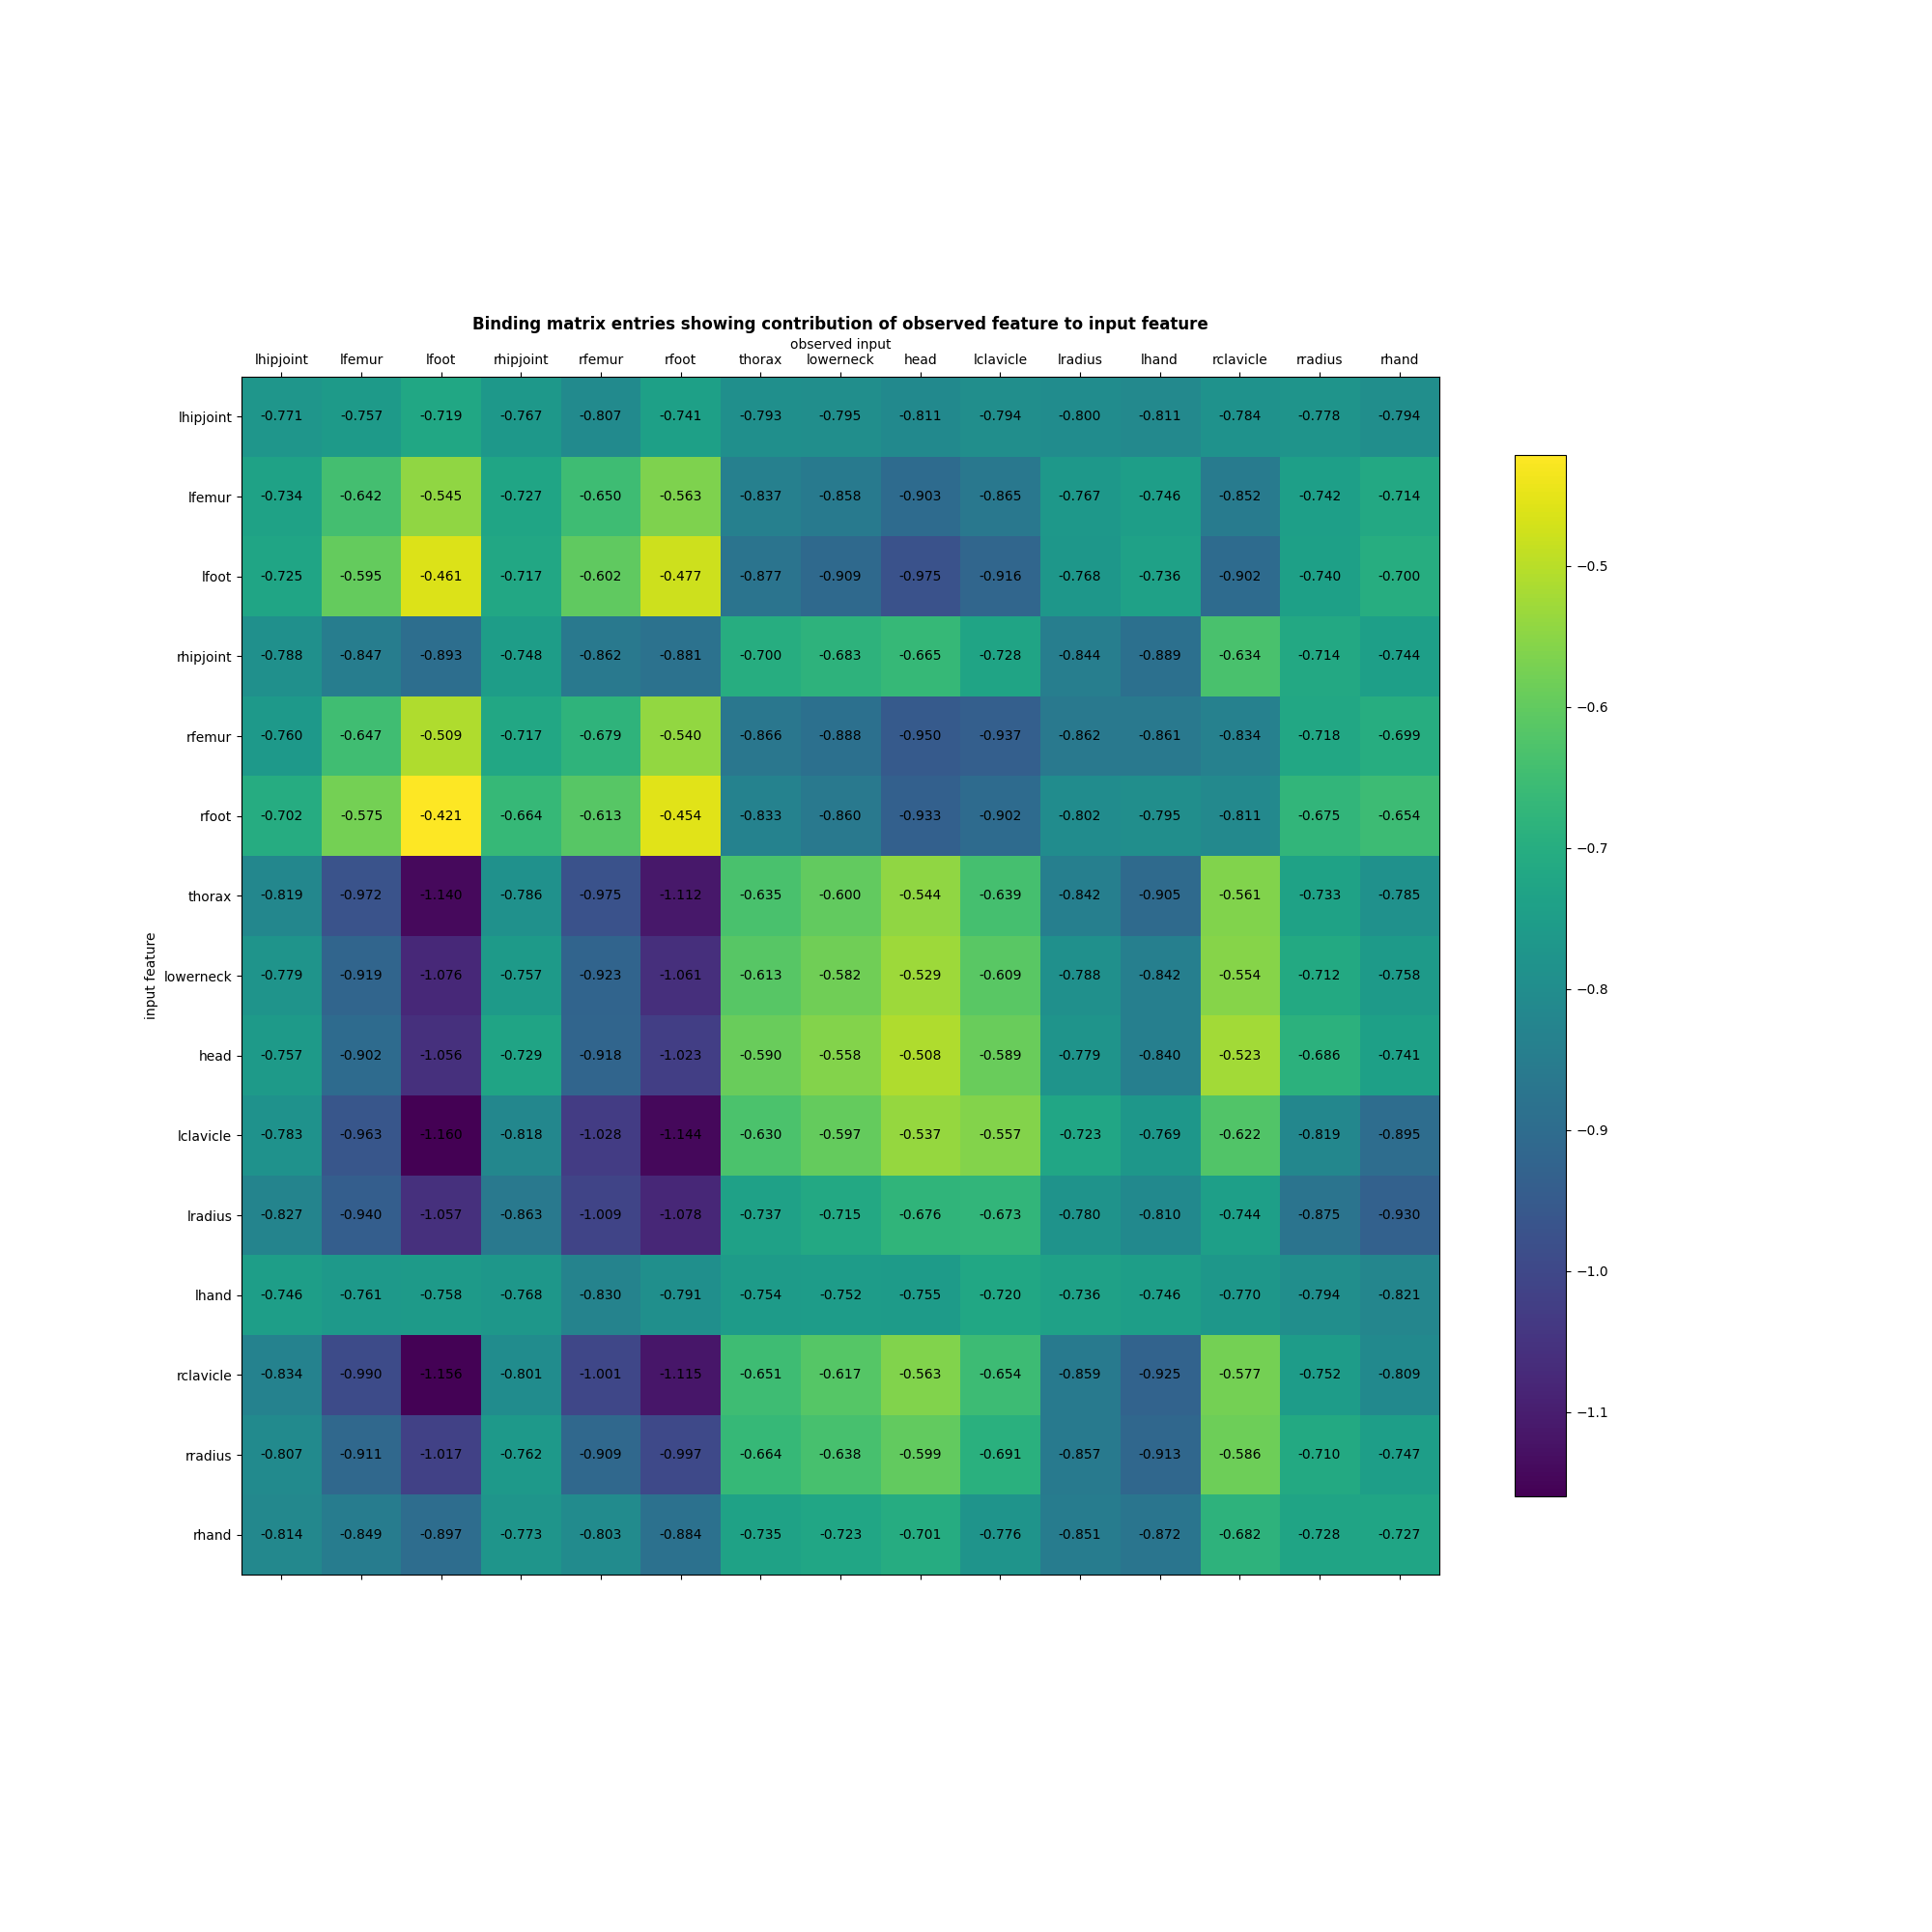 Binding matrix entries showing contribution of observed feature to input feature
observed input
lhipjoint lfemur lfoot rhipjoint rfemur rfoot thorax lowerneck head lclavicle lradius lhand rclavicle rradius rhand
lhipjoint -0.771 -0.757 -0.719 -0.767 -0.807 -0.741 -0.793 -0.795 -0.811 -0.794 -0.800 -0.811 -0.784 -0.778 -0.794
lfemur -0.734 -0.642 -0.545 -0.727 -0.650 -0.563 -0.837 -0.858 -0.903 -0.865 -0.767 -0.746 -0.852 -0.742 -0.714
lfoot -0.725 -0.595 -0.461 -0.717 -0.602 -0.477 -0.877 -0.909 -0.975 -0.916 -0.768 -0.736 -0.902 -0.740 -0.700
rhipjoint -0.788 -0.847 -0.893 -0.748 -0.862 -0.881 -0.700 -0.683 -0.665 -0.728 -0.844 -0.889 -0.634 -0.714 -0.744
rfemur -0.760 -0.647 -0.509 -0.717 -0.679 -0.540 -0.866 -0.888 -0.950 -0.937 -0.862 -0.861 -0.834 -0.718 -0.699
rfoot -0.702 -0.575 -0.421 -0.664 -0.613 -0.454 -0.833 -0.860 -0.933 -0.902 -0.802 -0.795 -0.811 -0.675 -0.654
thorax -0.819 -0.972 -1.140 -0.786 -0.975 -1.112 -0.635 -0.600 -0.544 -0.639 -0.842 -0.905 -0.561 -0.733 -0.785
lowerneck -0.779 -0.919 -1.076 -0.757 -0.923 -1.061 -0.613 -0.582 -0.529 -0.609 -0.788 -0.842 -0.554 -0.712 -0.758
head -0.757 -0.902 -1.056 -0.729 -0.918 -1.023 -0.590 -0.558 -0.508 -0.589 -0.779 -0.840 -0.523 -0.686 -0.741
lclavicle -0.783 -0.963 -1.160 -0.818 -1.028 -1.144 -0.630 -0.597 -0.537 -0.557 -0.723 -0.769 -0.622 -0.819 -0.895
lradius -0.827 -0.940 -1.057 -0.863 -1.009 -1.078 -0.737 -0.715 -0.676 -0.673 -0.780 -0.810 -0.744 -0.875 -0.930
lhand -0.746 -0.761 -0.758 -0.768 -0.830 -0.791 -0.754 -0.752 -0.755 -0.720 -0.736 -0.746 -0.770 -0.794 -0.821
rclavicle -0.834 -0.990 -1.156 -0.801 -1.001 -1.115 -0.651 -0.617 -0.563 -0.654 -0.859 -0.925 -0.577 -0.752 -0.809
rradius -0.807 -0.911 -1.017 -0.762 -0.909 -0.997 -0.664 -0.638 -0.599 -0.691 -0.857 -0.913 -0.586 -0.710 -0.747
rhand -0.814 -0.849 -0.897 -0.773 -0.803 -0.884 -0.735 -0.723 -0.701 -0.776 -0.851 -0.872 -0.682 -0.728 -0.727
input feature
−0.5
−0.6
−0.7
−0.8
−0.9
−1.0
−1.1